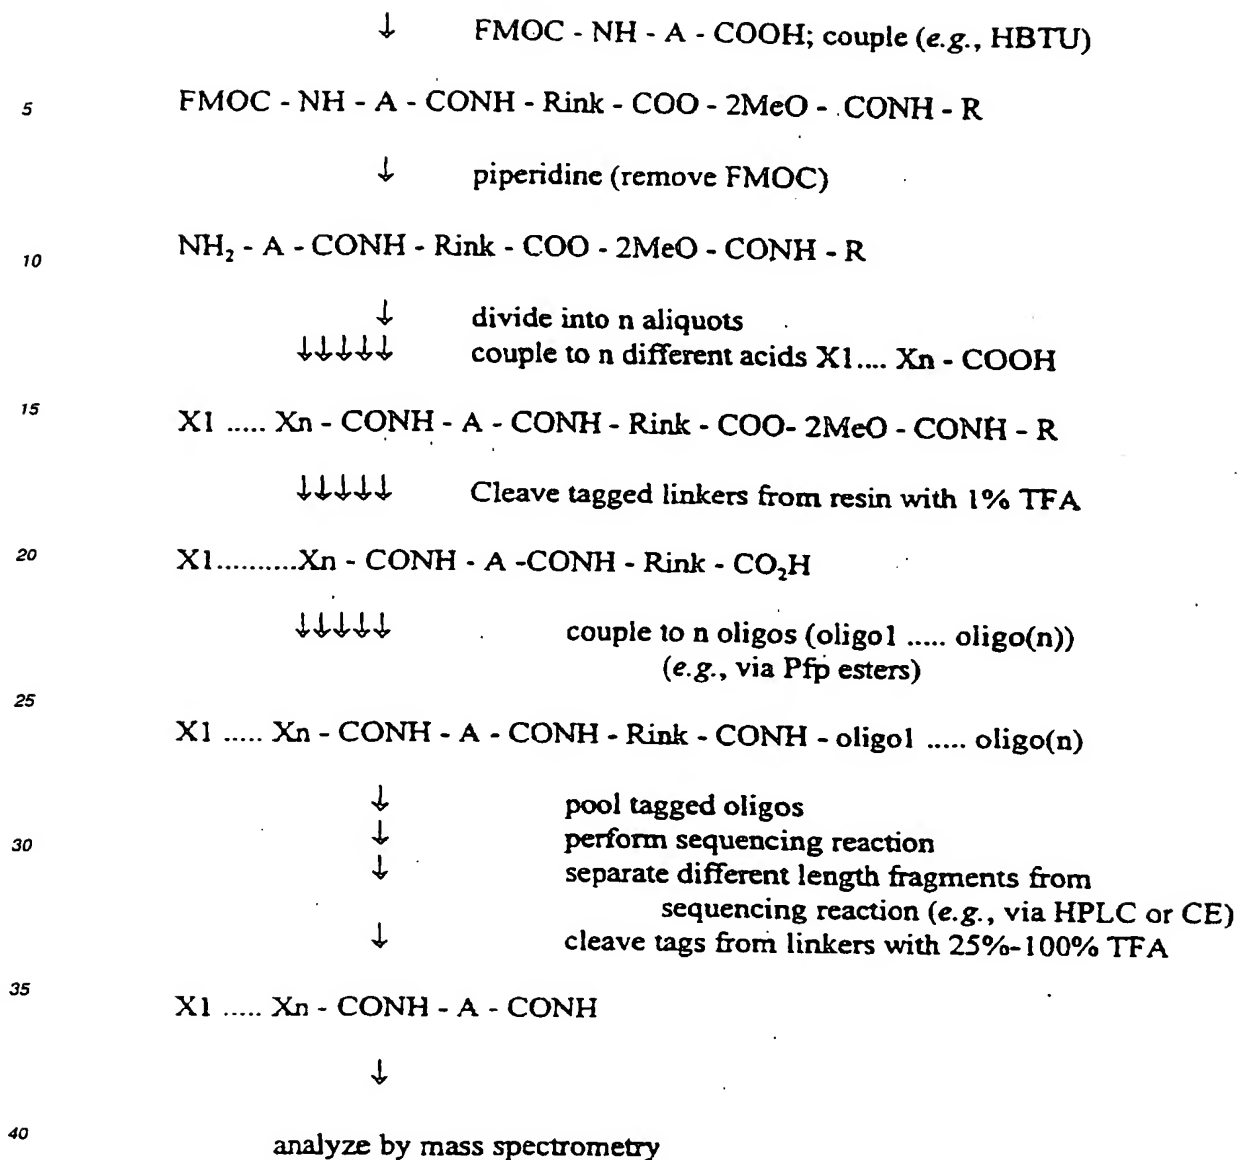 ↓ FMOC - NH - A - COOH; couple (e.g., HBTU)
5 FMOC - NH - A - CONH - Rink - COO - 2MeO - CONH - R
↓ piperidine (remove FMOC)
10 NH₂ - A - CONH - Rink - COO - 2MeO - CONH - R
↓ divide into n aliquots
↓↓↓↓↓ couple to n different acids X1.... Xn - COOH
15 X1 ..... Xn - CONH - A - CONH - Rink - COO- 2MeO - CONH - R
↓↓↓↓↓ Cleave tagged linkers from resin with 1% TFA
20 X1..........Xn - CONH - A -CONH - Rink - CO₂H
↓↓↓↓↓ couple to n oligos (oligo1 ..... oligo(n))
(e.g., via Pfp esters)
25
X1 ..... Xn - CONH - A - CONH - Rink - CONH - oligo1 ..... oligo(n)
↓ pool tagged oligos
30 ↓ perform sequencing reaction
↓ separate different length fragments from
sequencing reaction (e.g., via HPLC or CE)
↓ cleave tags from linkers with 25%-100% TFA
35 X1 ..... Xn - CONH - A - CONH
↓
40 analyze by mass spectrometry